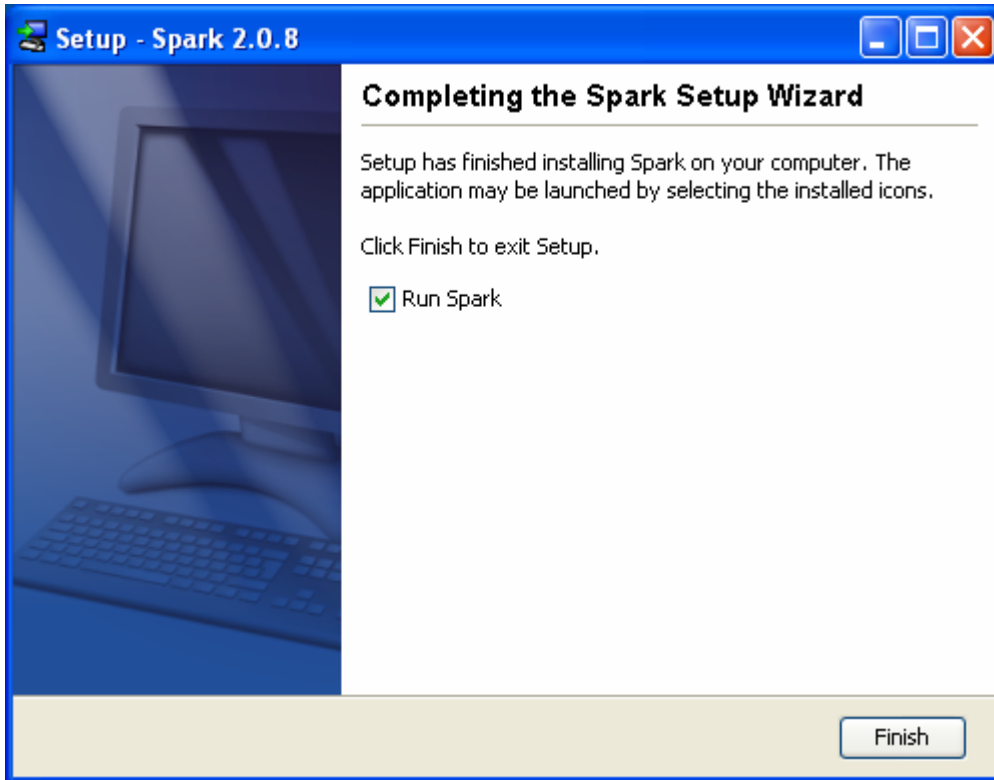 Setup - Spark 2.0.8
Completing the Spark Setup Wizard
Setup has finished installing Spark on your computer. The
application may be launched by selecting the installed icons.
Click Finish to exit Setup.
Run Spark
Finish